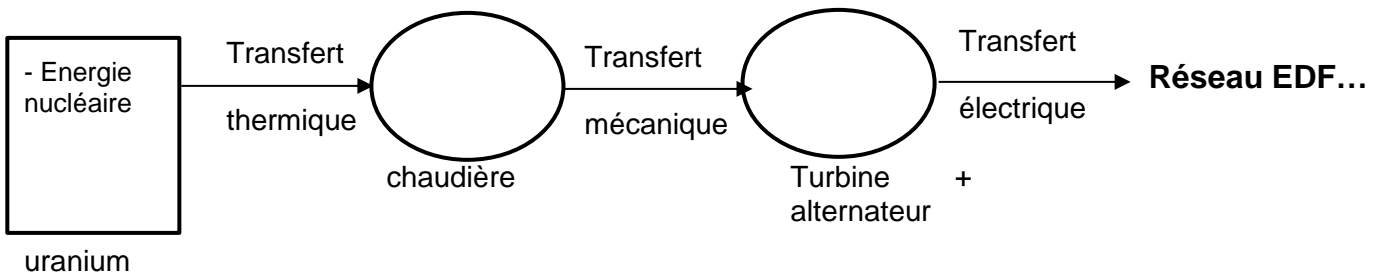 - Energie
nucléaire
uranium
Transfert
thermique
chaudière
Transfert
mécanique
Turbine +
alternateur
Transfert
électrique
Réseau EDF…